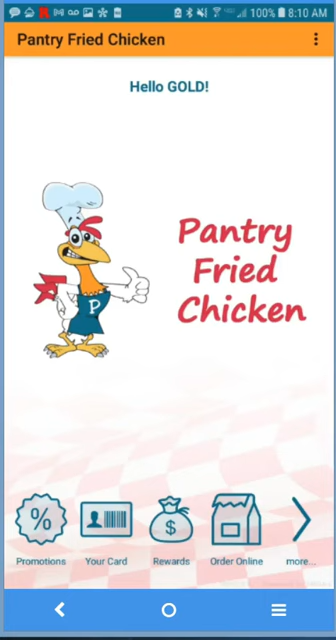 100% 8:10 AM
Pantry Fried Chicken
Hello GOLD!
Pantry
Fried
Chicken
P
%
$
Promotions Your Card Rewards Order Online more...